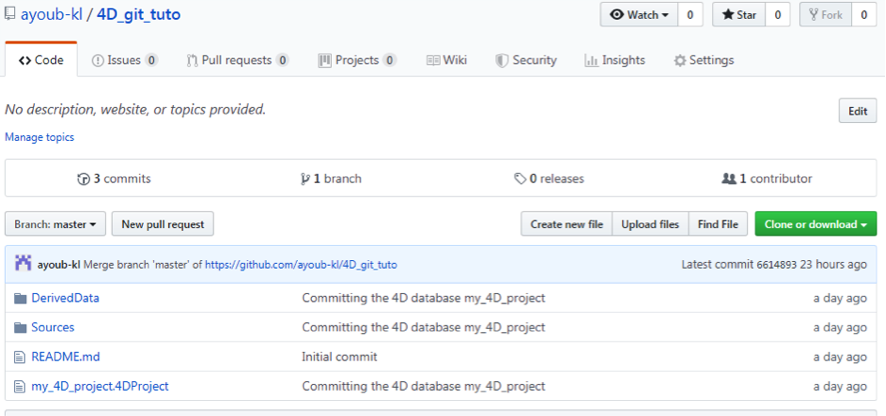 ayoub-kl / 4D_git_tuto Watch 0 Star 0 Fork 0
Code Issues 0 Pull requests 0 Projects 0 Wiki Security Insights Settings
No description, website, or topics provided. Edit
Manage topics
3 commits 1 branch 0 releases 1 contributor
Branch: master New pull request Create new file Upload files Find File Clone or download
ayoub-kl Merge branch 'master' of https://github.com/ayoub-kl/4D_git_tuto Latest commit 6614893 23 hours ago
DerivedData Committing the 4D database my_4D_project a day ago
Sources Committing the 4D database my_4D_project a day ago
README.md Initial commit a day ago
my_4D_project.4DProject Committing the 4D database my_4D_project a day ago